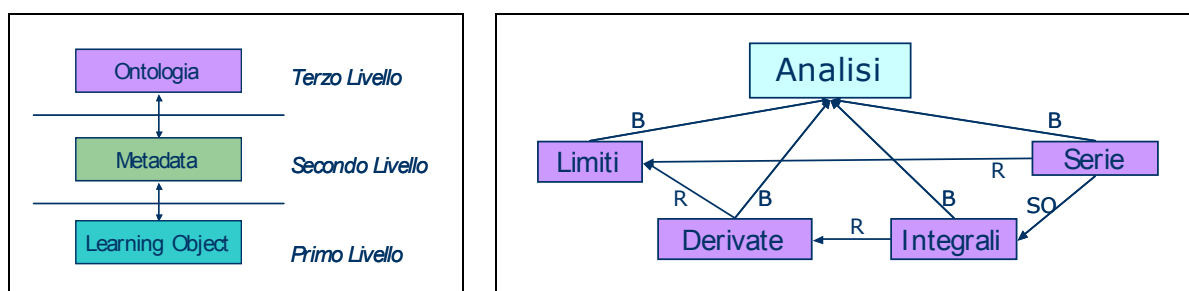 Ontologia
Terzo Livello
Metadata
Secondo Livello
Learning Object
Primo Livello
Analisi
B
B
Limiti
Serie
R
R
B
B
SO
Derivate
R
Integrali